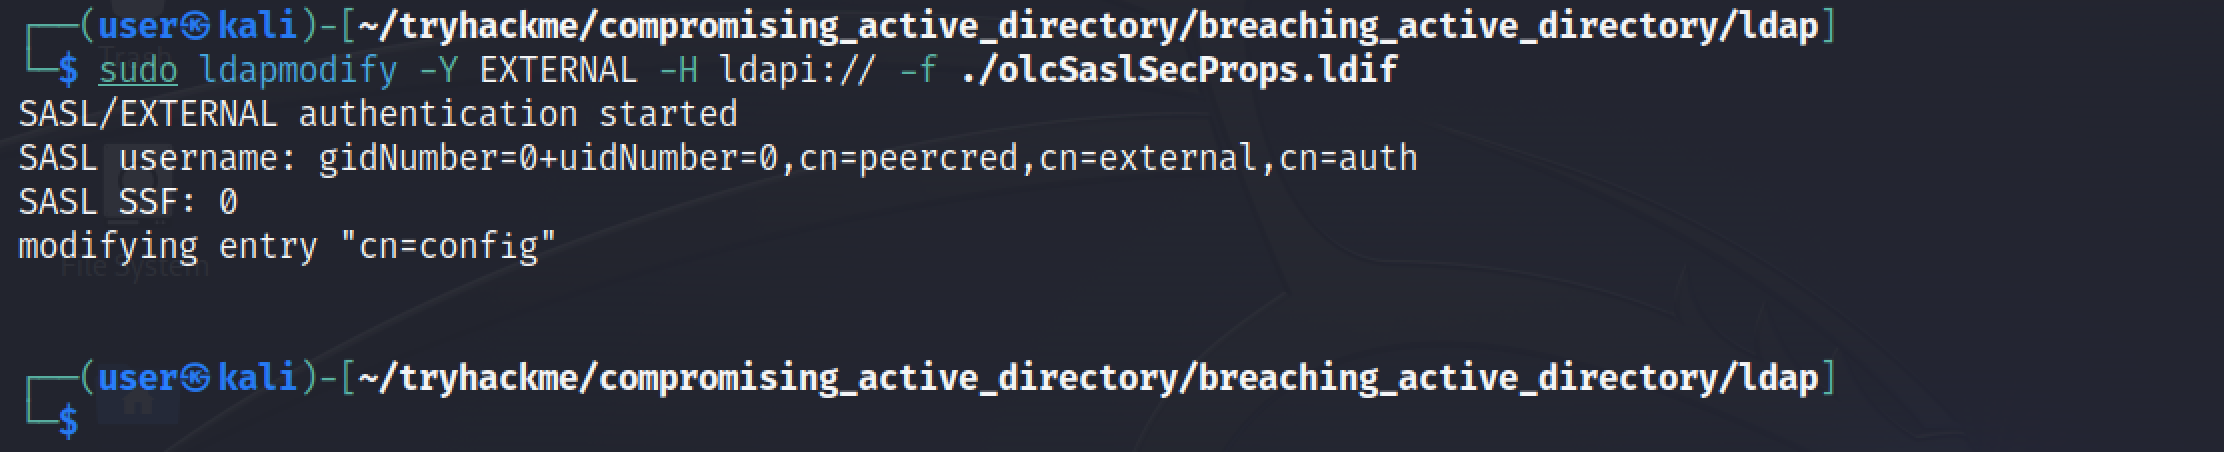 ┌──(user㉿kali)-[~/tryhackme/compromising_active_directory/breaching_active_directory/ldap]
└─$ sudo ldapmodify -Y EXTERNAL -H ldapi:// -f ./olcSaslSecProps.ldif
SASL/EXTERNAL authentication started
SASL username: gidNumber=0+uidNumber=0,cn=peercred,cn=external,cn=auth
SASL SSF: 0
modifying entry "cn=config"
File System
┌──(user㉿kali)-[~/tryhackme/compromising_active_directory/breaching_active_directory/ldap]
└─$